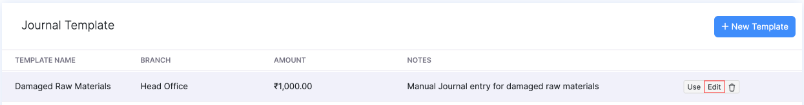 Journal Template
+ New Template
TEMPLATE NAME BRANCH AMOUNT NOTES
Damaged Raw Materials Head Office ₹1,000.00 Manual Journal entry for damaged raw materials Use Edit